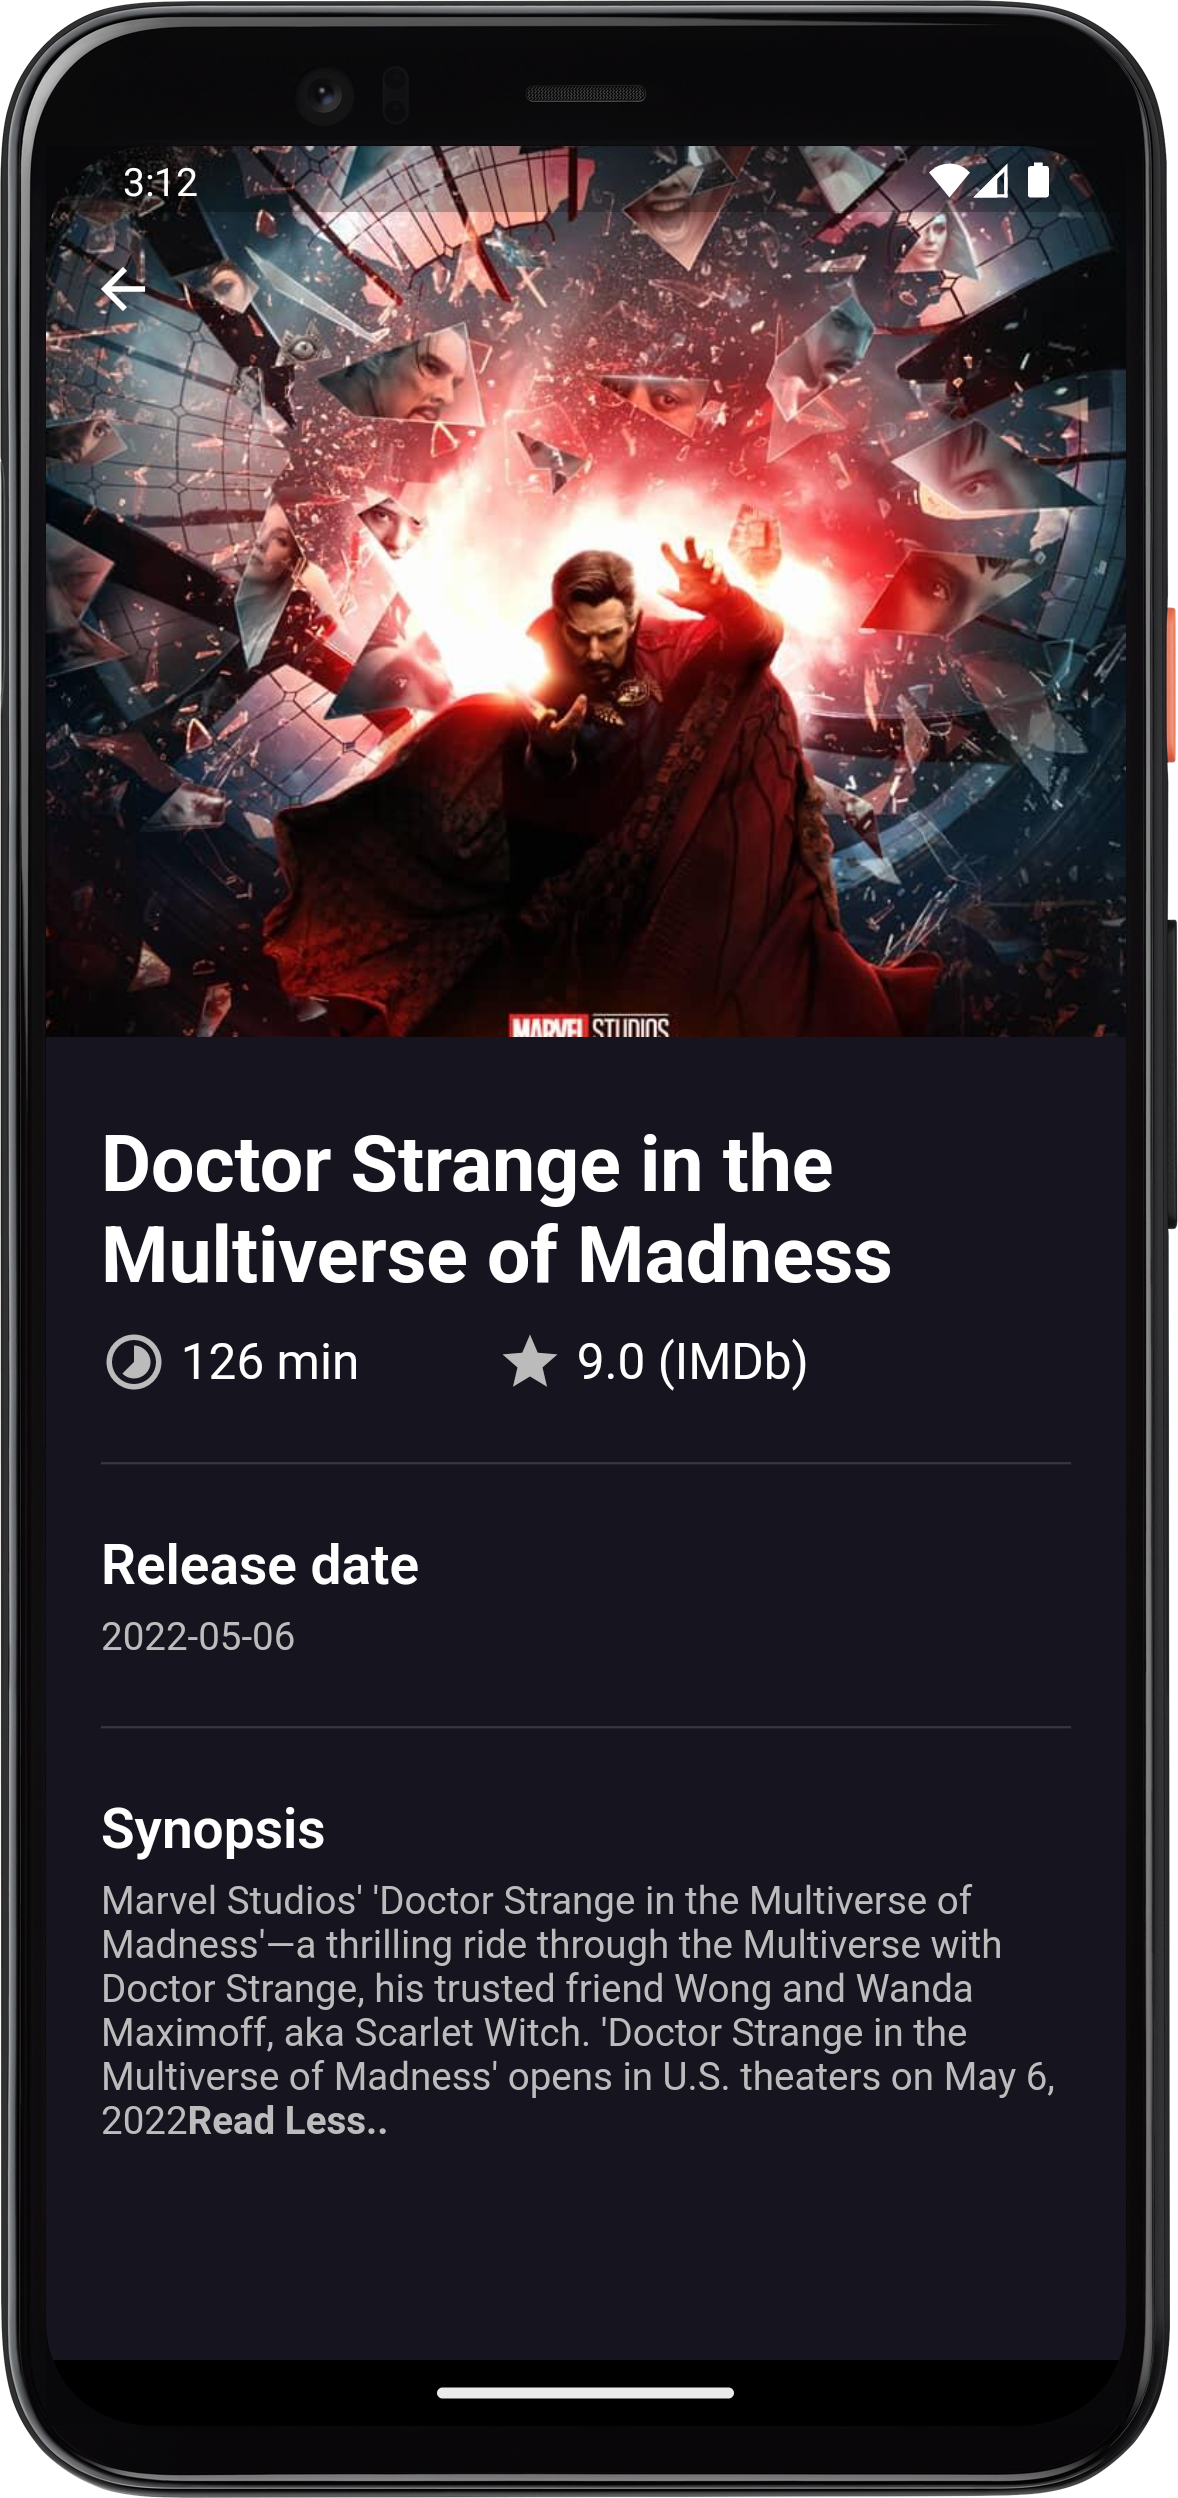 3:12
MARVEL STUDIOS
Doctor Strange in the
Multiverse of Madness
126 min 9.0 (IMDb)
Release date
2022-05-06
Synopsis
Marvel Studios' 'Doctor Strange in the Multiverse of
Madness'—a thrilling ride through the Multiverse with
Doctor Strange, his trusted friend Wong and Wanda
Maximoff, aka Scarlet Witch. 'Doctor Strange in the
Multiverse of Madness' opens in U.S. theaters on May 6,
2022Read Less..